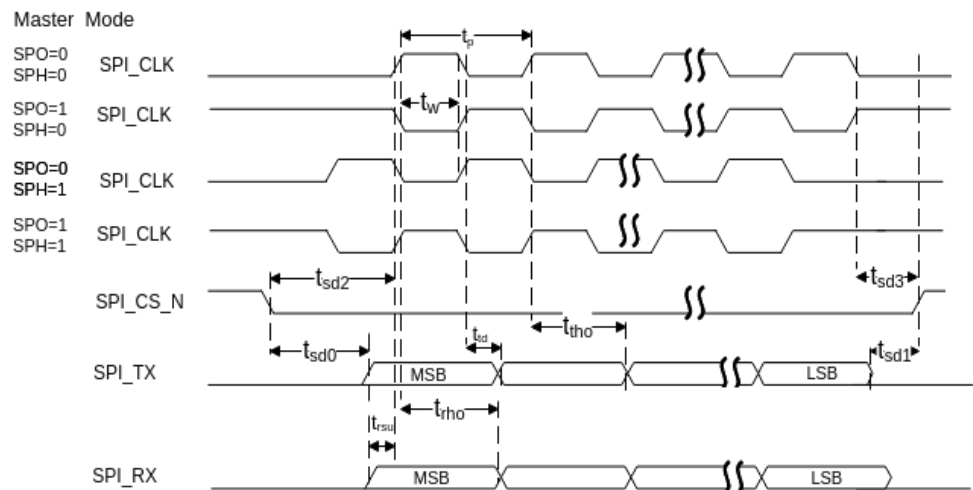 Master Mode
t_p
SPO=0
SPH=0
SPI_CLK
t_w
SPO=1
SPH=0
SPI_CLK
SPO=0
SPH=1
SPI_CLK
SPO=1
SPH=1
SPI_CLK
t_sd2
t_sd3
SPI_CS_N
t_sd0
t_td
t_tho
t_sd1
SPI_TX
MSB
LSB
t_rsu
t_rho
SPI_RX
MSB
LSB